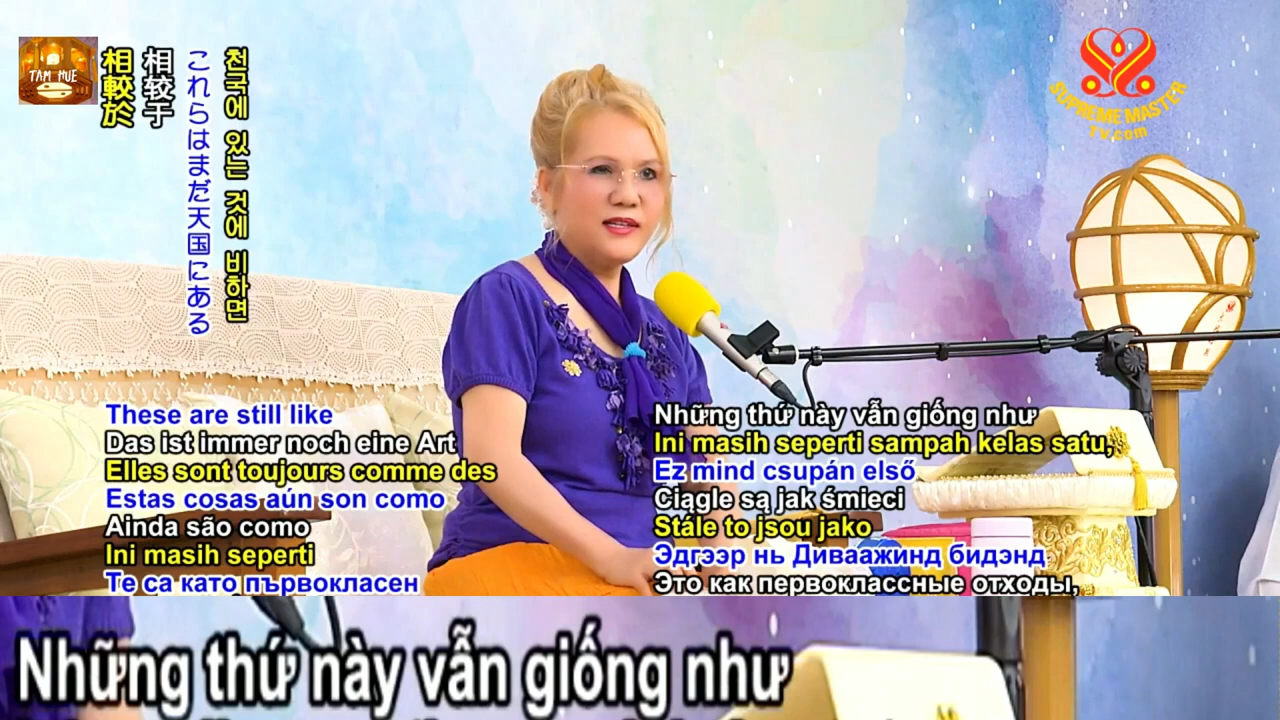 TAM HUE
相較於
相较于
これらはまだ天国にある
천국에 있는 것에 비하면
SUPREME MASTER
TV.com
These are still like
Das ist immer noch eine Art
Elles sont toujours comme des
Estas cosas aún son como
Ainda são como
Ini masih seperti
Те са като първокласен
Những thứ này vẫn giống như
Ini masih seperti sampah kelas satu,
Ez mind csupán első
Ciągle są jak śmieci
Stále to jsou jako
Эдгээр нь Диваажинд бидэнд
Это как первоклассные отходы,
Những thứ này vẫn giống như